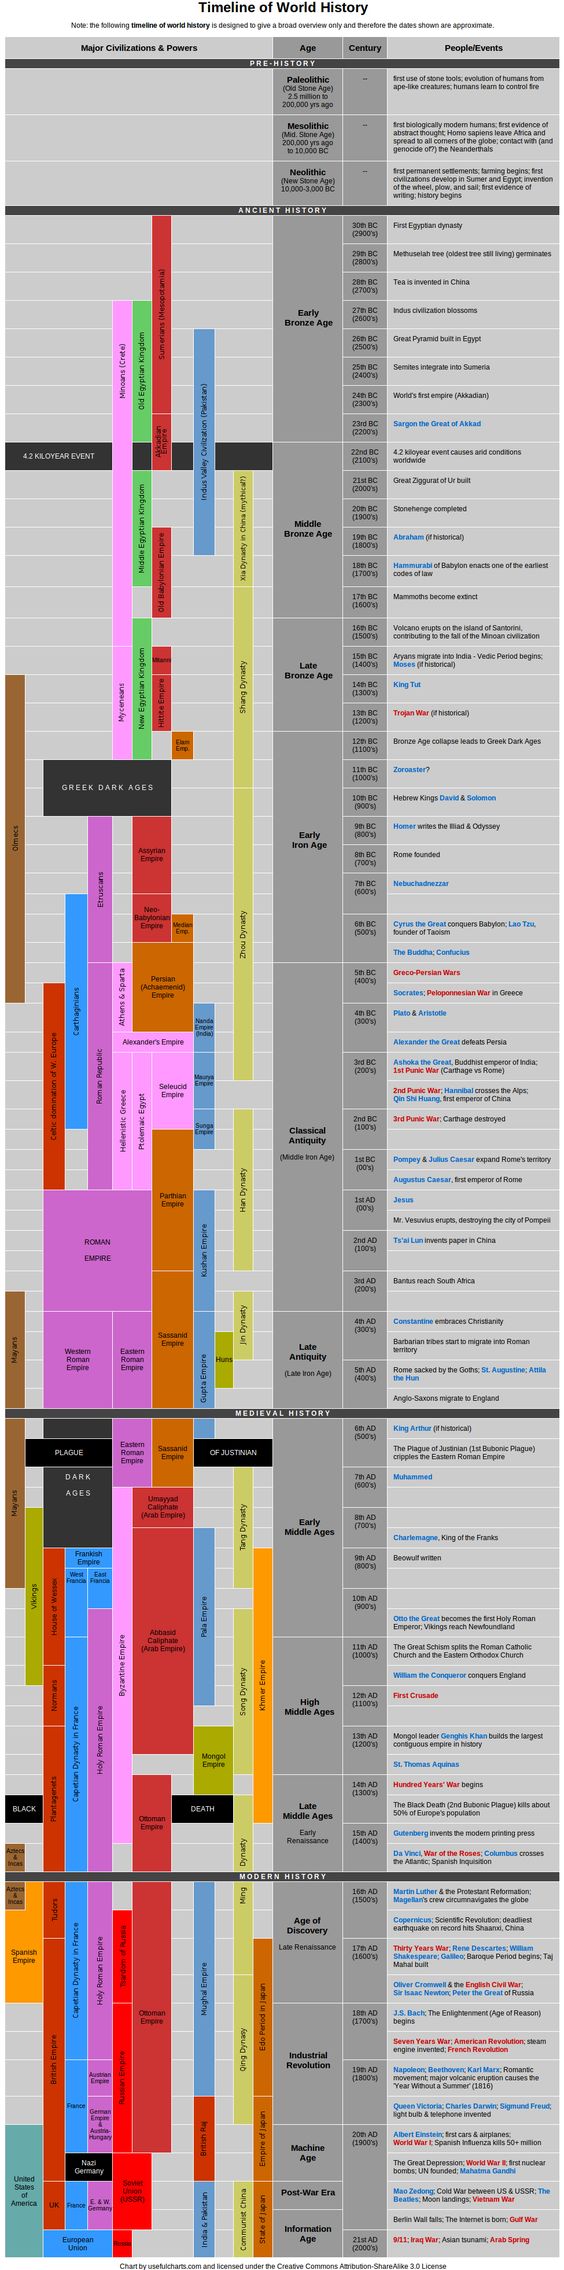 Timeline of World History
Note: the following timeline of world history is designed to give a broad overview only and therefore the dates shown are approximate.
Major Civilizations & Powers
Age
Century
People/Events
PRE-HISTORY
Paleolithic
(Old Stone Age)
2.5 million to
200,000 yrs ago
--
first use of stone tools; evolution of humans from
ape-like creatures; humans learn to control fire
Mesolithic
(Mid. Stone Age)
200,000 yrs ago
to 10,000 BC
--
first biologically modern humans; first evidence of
abstract thought; Homo sapiens leave Africa and
spread to all corners of the globe; contact with (and
genocide of?) the Neanderthals
Neolithic
(New Stone Age)
10,000-3,000 BC
--
first permanent settlements; farming begins; first
civilizations develop in Sumer and Egypt; invention
of the wheel, plow, and sail; first evidence of
writing; history begins
ANCIENT HISTORY
Early
Bronze Age
30th BC
(2900's)
First Egyptian dynasty
29th BC
(2800's)
Methuselah tree (oldest tree still living) germinates
28th BC
(2700's)
Tea is invented in China
27th BC
(2600's)
Indus civilization blossoms
26th BC
(2500's)
Great Pyramid built in Egypt
25th BC
(2400's)
Semites integrate into Sumeria
24th BC
(2300's)
World's first empire (Akkadian)
23rd BC
(2200's)
Sargon the Great of Akkad
Sumerians (Mesopotamia)
Minoans (Crete)
Old Egyptian Kingdom
Indus Valley Civilization (Pakistan)
Akkadian
Empire
4.2 KILOYEAR EVENT
Middle
Bronze Age
22nd BC
(2100's)
4.2 kiloyear event causes arid conditions
worldwide
21st BC
(2000's)
Great Ziggurat of Ur built
20th BC
(1900's)
Stonehenge completed
19th BC
(1800's)
Abraham (if historical)
18th BC
(1700's)
Hammurabi of Babylon enacts one of the earliest
codes of law
17th BC
(1600's)
Mammoths become extinct
Middle Egyptian Kingdom
Old Babylonian Empire
Xia Dynasty in China (mythical?)
Late
Bronze Age
16th BC
(1500's)
Volcano erupts on the island of Santorini,
contributing to the fall of the Minoan civilization
15th BC
(1400's)
Aryans migrate into India - Vedic Period begins;
Moses (if historical)
14th BC
(1300's)
King Tut
13th BC
(1200's)
Trojan War (if historical)
Myceneans
New Egyptian Kingdom
Mitanni
Hittite Empire
Shang Dynasty
Elam
Emp.
Olmecs
GREEK DARK AGES
Early
Iron Age
12th BC
(1100's)
Bronze Age collapse leads to Greek Dark Ages
11th BC
(1000's)
Zoroaster?
10th BC
(900's)
Hebrew Kings David & Solomon
9th BC
(800's)
Homer writes the Illiad & Odyssey
8th BC
(700's)
Rome founded
7th BC
(600's)
Nebuchadnezzar
6th BC
(500's)
Cyrus the Great conquers Babylon; Lao Tzu,
founder of Taoism
The Buddha; Confucius
Etruscans
Assyrian
Empire
Neo-
Babylonian
Empire
Median
Emp.
Zhou Dynasty
Carthaginians
Persian
(Achaemenid)
Empire
Classical
Antiquity
(Middle Iron Age)
5th BC
(400's)
Greco-Persian Wars
Socrates; Peloponnesian War in Greece
4th BC
(300's)
Plato & Aristotle
Alexander the Great defeats Persia
3rd BC
(200's)
Ashoka the Great, Buddhist emperor of India;
1st Punic War (Carthage vs Rome)
2nd Punic War; Hannibal crosses the Alps;
Qin Shi Huang, first emperor of China
2nd BC
(100's)
3rd Punic War; Carthage destroyed
1st BC
(00's)
Pompey & Julius Caesar expand Rome's territory
Augustus Caesar, first emperor of Rome
1st AD
(00's)
Jesus
Mr. Vesuvius erupts, destroying the city of Pompeii
2nd AD
(100's)
Ts'ai Lun invents paper in China
3rd AD
(200's)
Bantus reach South Africa
Celtic domination of W. Europe
Roman Republic
Athens & Sparta
Alexander's Empire
Nanda
Empire
(India)
Hellenistic Greece
Ptolemaic Egypt
Seleucid
Empire
Maurya
Empire
Sunga
Empire
Parthian
Empire
Han Dynasty
Kushan Empire
ROMAN
EMPIRE
Mayans
Sassanid
Empire
Jin Dynasty
Late
Antiquity
(Late Iron Age)
4th AD
(300's)
Constantine embraces Christianity
Barbarian tribes start to migrate into Roman
territory
5th AD
(400's)
Rome sacked by the Goths; St. Augustine; Attila
the Hun
Anglo-Saxons migrate to England
Western
Roman
Empire
Eastern
Roman
Empire
Gupta Empire
Huns
MEDIEVAL HISTORY
Early
Middle Ages
6th AD
(500's)
King Arthur (if historical)
The Plague of Justinian (1st Bubonic Plague)
cripples the Eastern Roman Empire
7th AD
(600's)
Muhammed
8th AD
(700's)
Charlemagne, King of the Franks
9th AD
(800's)
Beowulf written
10th AD
(900's)
Otto the Great becomes the first Holy Roman
Emperor; Vikings reach Newfoundland
Mayans
PLAGUE
Eastern
Roman
Empire
Sassanid
Empire
OF JUSTINIAN
DARK
AGES
Umayyad
Caliphate
(Arab Empire)
Tang Dynasty
Vikings
Frankish
Empire
West
Francia
East
Francia
House of Wessex
Abbasid
Caliphate
(Arab Empire)
Pala Empire
Byzantine Empire
Khmer Empire
High
Middle Ages
11th AD
(1000's)
The Great Schism splits the Roman Catholic
Church and the Eastern Orthodox Church
William the Conqueror conquers England
12th AD
(1100's)
First Crusade
13th AD
(1200's)
Mongol leader Genghis Khan builds the largest
contiguous empire in history
St. Thomas Aquinas
Normans
Song Dynasty
Capetian Dynasty in France
Holy Roman Empire
Mongol
Empire
Plantagenets
Late
Middle Ages
Early
Renaissance
14th AD
(1300's)
Hundred Years' War begins
The Black Death (2nd Bubonic Plague) kills about
50% of Europe's population
15th AD
(1400's)
Gutenberg invents the modern printing press
Da Vinci, War of the Roses; Columbus crosses
the Atlantic; Spanish Inquisition
BLACK
DEATH
Ottoman
Empire
Aztecs
&
Incas
Dynasty
MODERN HISTORY
Age of
Discovery
Late Renaissance
16th AD
(1500's)
Martin Luther & the Protestant Reformation;
Magellan's crew circumnavigates the globe
Copernicus; Scientific Revolution; deadliest
earthquake on record hits Shaanxi, China
17th AD
(1600's)
Thirty Years War; Rene Descartes; William
Shakespeare; Galileo; Baroque Period begins; Taj
Mahal built
Oliver Cromwell & the English Civil War;
Sir Isaac Newton; Peter the Great of Russia
Aztecs
&
Incas
Spanish
Empire
Tudors
Capetian Dynasty in France
Holy Roman Empire
Tsardom of Russia
Ottoman
Empire
Mughal Empire
Ming
Edo Period in Japan
Industrial
Revolution
18th AD
(1700's)
J.S. Bach; The Enlightenment (Age of Reason)
begins
Seven Years War; American Revolution; steam
engine invented; French Revolution
19th AD
(1800's)
Napoleon; Beethoven; Karl Marx; Romantic
movement; major volcanic eruption causes the
'Year Without a Summer' (1816)
Queen Victoria; Charles Darwin; Sigmund Freud;
light bulb & telephone invented
British Empire
Russian Empire
Qing Dynasty
France
Austrian
Empire
German
Empire
&
Austria-
Hungary
British Raj
Empire of Japan
Machine
Age
20th AD
(1900's)
Albert Einstein; first cars & airplanes;
World War I; Spanish Influenza kills 50+ million
The Great Depression; World War II; first nuclear
bombs; UN founded; Mahatma Gandhi
United
States
of
America
Nazi
Germany
Soviet
Union
(USSR)
Post-War Era
Mao Zedong; Cold War between US & USSR; The
Beatles; Moon landings; Vietnam War
Information
Age
Berlin Wall falls; The Internet is born; Gulf War
21st AD
(2000's)
9/11; Iraq War; Asian tsunami; Arab Spring
UK
France
E. & W.
Germany
India & Pakistan
Communist China
State of Japan
European
Union
Russia
Chart by usefulcharts.com and licensed under the Creative Commons Attribution-ShareAlike 3.0 License